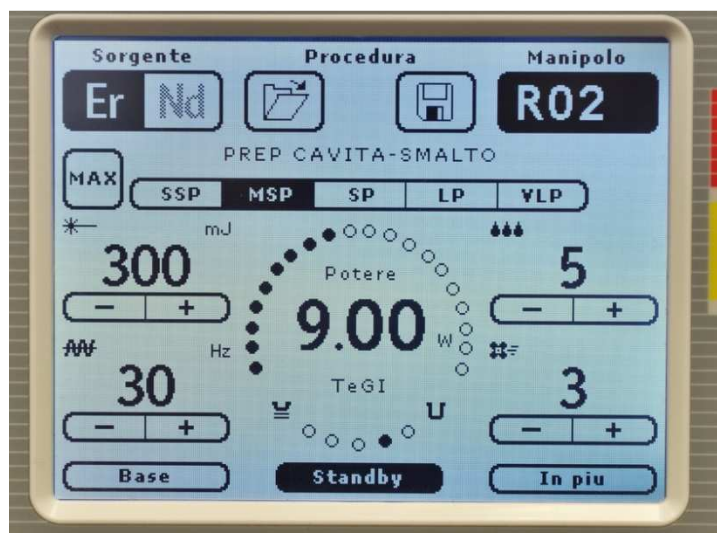 Sorgente Procedura Manipolo
Er Nd R02
PREP CAVITA-SMALTO
MAX
SSP MSP SP LP VLP
mJ
300 5
- + - +
Potere
9.00 W
Hz
30 3
TeGI
- + - +
Base Standby In piu